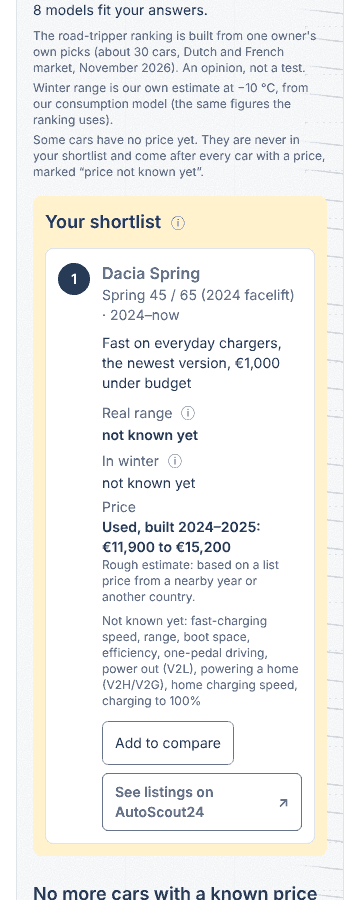 8 models fit your answers.
The road-tripper ranking is built from one owner's
own picks (about 30 cars, Dutch and French
market, November 2026). An opinion, not a test.
Winter range is our own estimate at −10 °C, from
our consumption model (the same figures the
ranking uses).
Some cars have no price yet. They are never in
your shortlist and come after every car with a price,
marked “price not known yet”.
Your shortlist ⓘ
1
Dacia Spring
Spring 45 / 65 (2024 facelift)
· 2024–now
Fast on everyday chargers,
the newest version, €1,000
under budget
Real range ⓘ
not known yet
In winter ⓘ
not known yet
Price
Used, built 2024–2025:
€11,900 to €15,200
Rough estimate: based on a list
price from a nearby year or
another country.
Not known yet: fast-charging
speed, range, boot space,
efficiency, one-pedal driving,
power out (V2L), powering a home
(V2H/V2G), home charging speed,
charging to 100%
Add to compare
See listings on
AutoScout24 ↗
No more cars with a known price